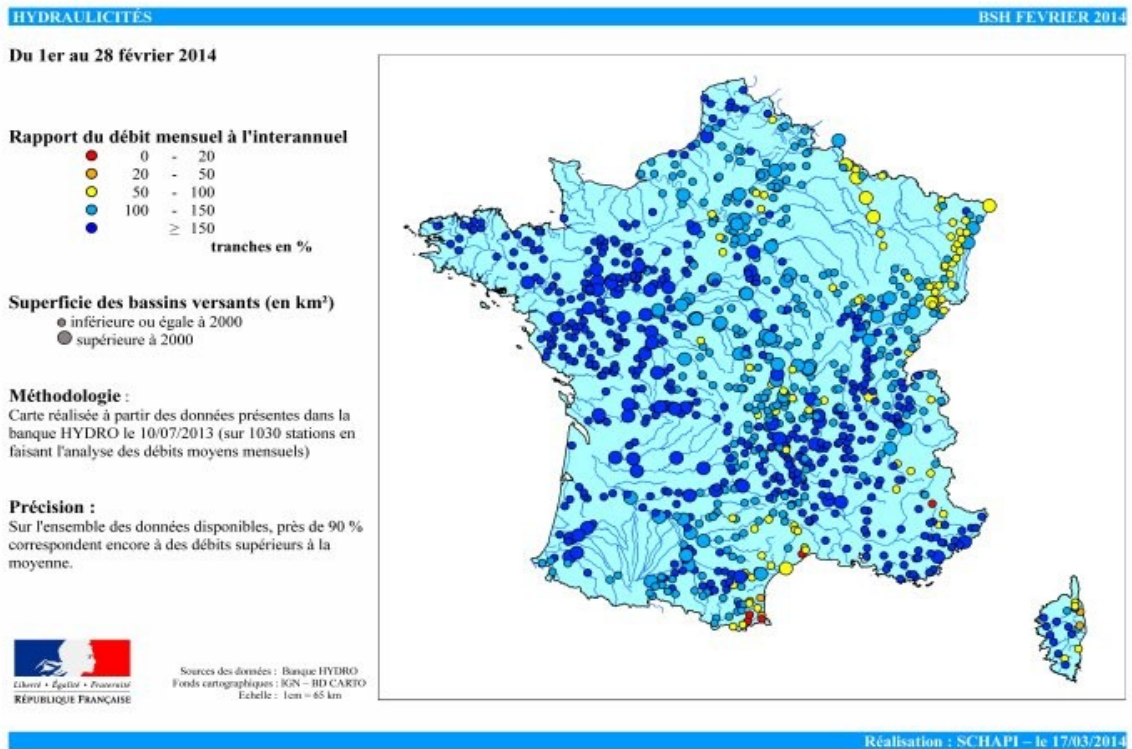 HYDRAULICITÉS
BSH FEVRIER 2014
Du 1er au 28 février 2014
Rapport du débit mensuel à l'interannuel
0 - 20
20 - 50
50 - 100
100 - 150
≥ 150
tranches en %
Superficie des bassins versants (en km²)
inférieure ou égale à 2000
supérieure à 2000
Méthodologie :
Carte réalisée à partir des données présentes dans la
banque HYDRO le 10/07/2013 (sur 1030 stations en
faisant l'analyse des débits moyens mensuels)
Précision :
Sur l'ensemble des données disponibles, près de 90 %
correspondent encore à des débits supérieurs à la
moyenne.
Liberté • Égalité • Fraternité
RÉPUBLIQUE FRANÇAISE
Sources des données : Banque HYDRO
Fonds cartographiques : IGN – BD CARTO
Echelle : 1cm = 65 km
Réalisation : SCHAPI – le 17/03/2014